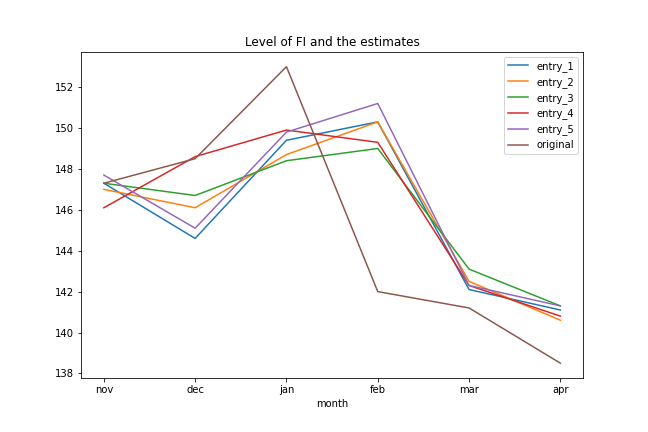 Level of FI and the estimates
entry_1
entry_2
entry_3
entry_4
entry_5
original
152
150
148
146
144
142
140
138
nov dec jan feb mar apr
month